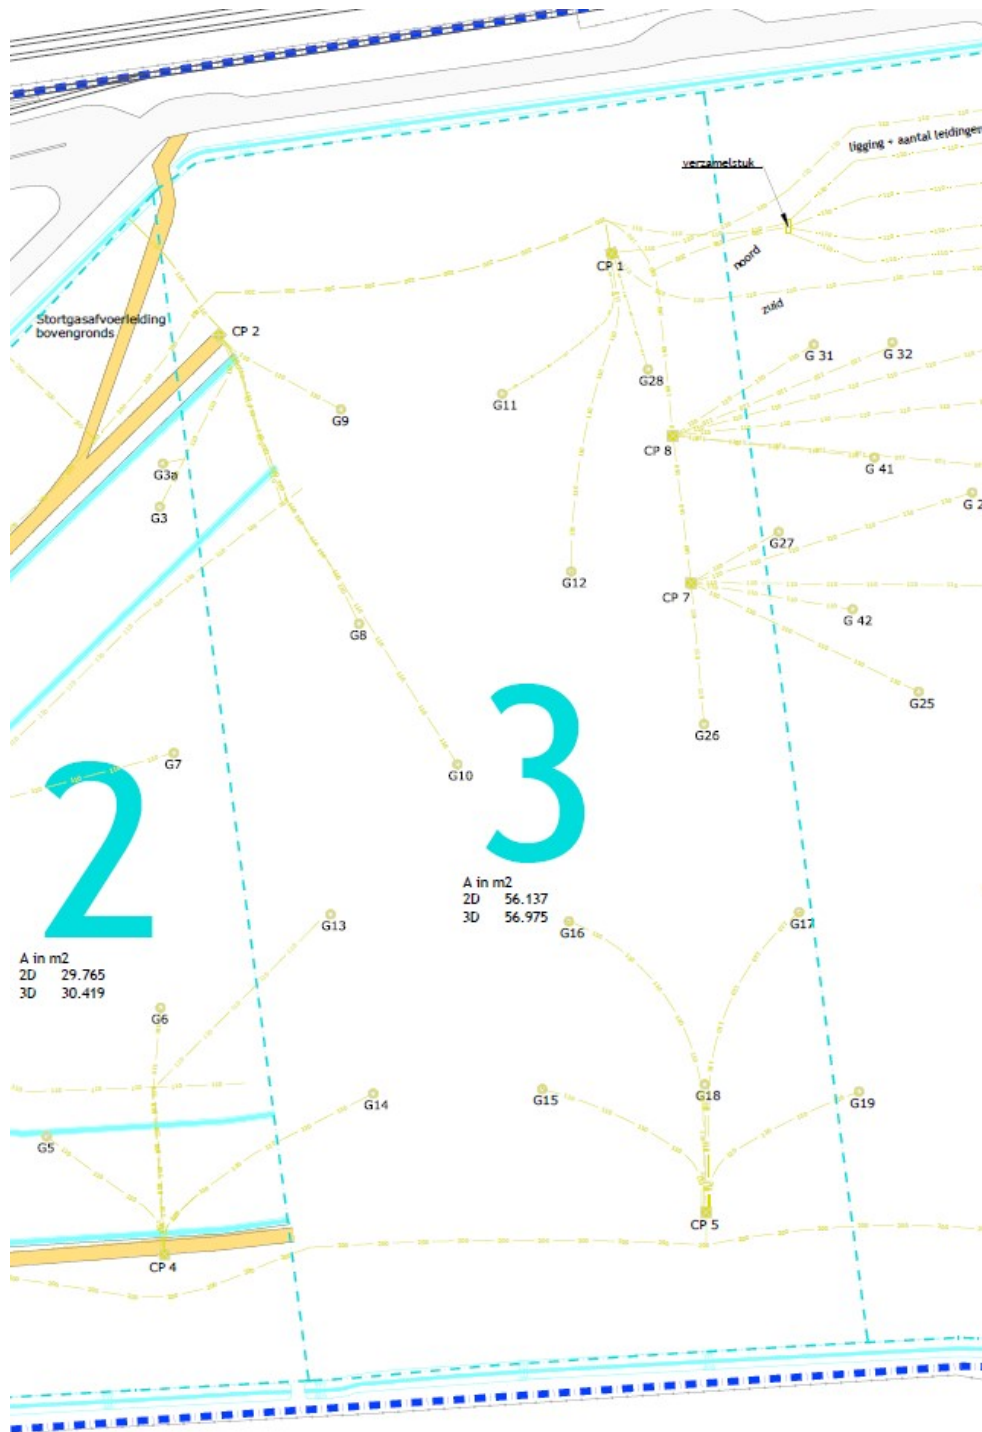 ligging + aantal leidingen
verzamelstuk
CP 1
noord
zuid
Stortgasafvoerleiding
bovengronds
CP 2
G 31
G 32
G28
G11
G9
CP 8
G 41
G3a
G3
G 2
G27
G12
CP 7
G 42
G8
G25
G26
G7
G10
2
3
A in m2
2D 56.137
3D 56.975
G13
G16
G17
A in m2
2D 29.765
3D 30.419
G6
G14
G15
G18
G19
G5
CP 5
CP 4